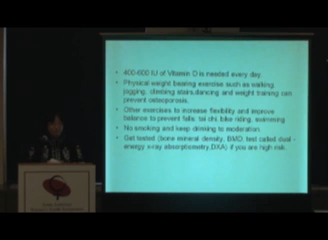 400-600 IU of Vitamin D is needed every day.
Physical weight bearing exercise such as walking,
jogging, climbing stairs,dancing and weight training can
prevent osteoporosis.
Other exercises to increase flexibility and improve
balance to prevent falls: tai chi, bike riding, swimming
No smoking and keep drinking to moderation.
Get tested (bone mineral density, BMD, test called dual -
energy x-ray absorptiometry,DXA) if you are high risk.